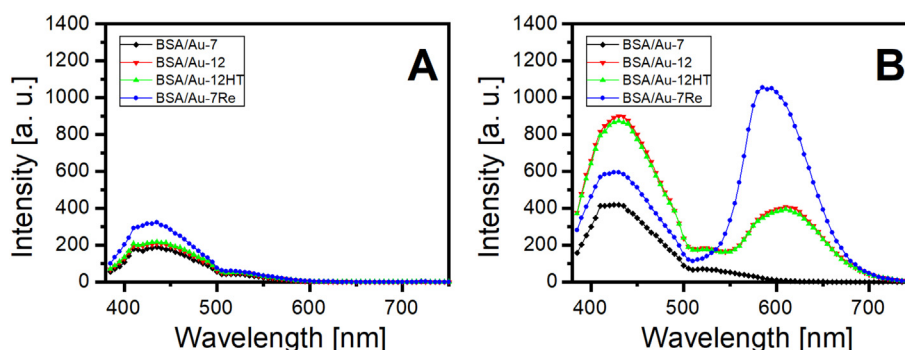 1400
1200
1000
800
600
400
200
0
Intensity [a. u.]
BSA/Au-7
BSA/Au-12
BSA/Au-12HT
BSA/Au-7Re
A
400 500 600 700
Wavelength [nm]
1400
1200
1000
800
600
400
200
0
Intensity [a. u.]
BSA/Au-7
BSA/Au-12
BSA/Au-12HT
BSA/Au-7Re
B
400 500 600 700
Wavelength [nm]